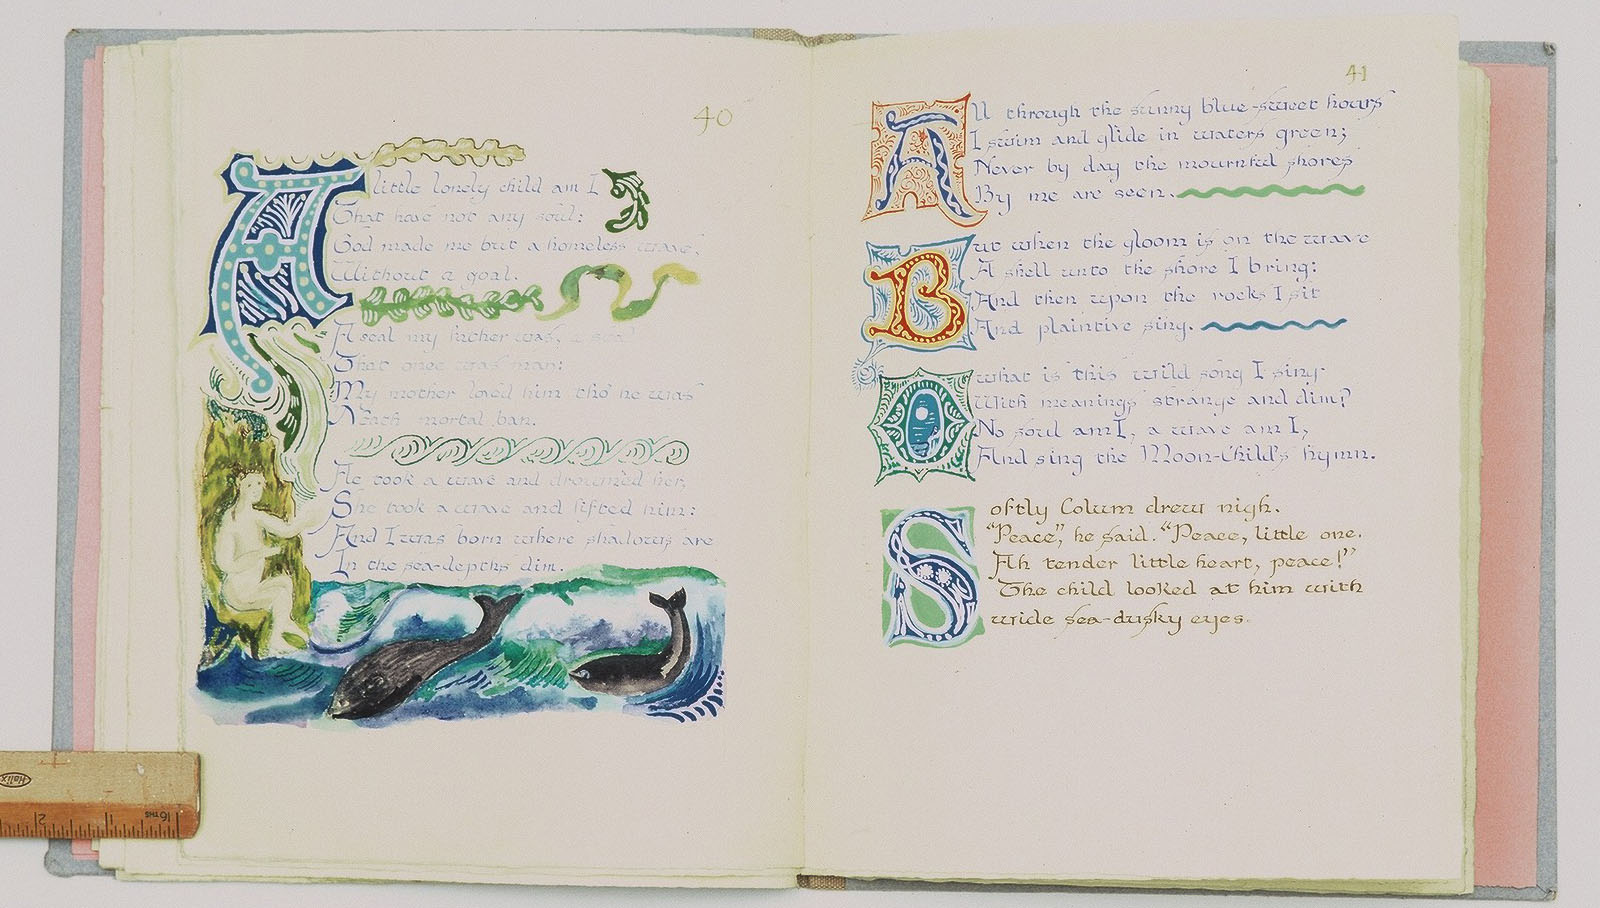 40
A little lonely child am I
That have not any soul:
God made me but a homeless wave,
Without a goal.
A seal my father was, a seal
That once was man:
My mother loved him tho' he was
'Neath mortal ban.
He took a wave and drownèd her,
She took a wave and lifted him:
And I was born where shadows are
In the sea-depths dim.
41
All through the sunny blue-sweet hours
I swim and glide in waters green;
Never by day the mournful shores
By me are seen.
But when the gloom is on the wave
A shell unto the shore I bring:
And then upon the rocks I sit
And plaintive sing.
O what is this wild song I sing
With meanings strange and dim?
No soul am I, a wave am I,
And sing the Moon-Child's hymn.
Softly Colum drew nigh.
"Peace," he said. "Peace, little one.
Ah tender little heart, peace!"
The child looked at him with
wide sea-dusky eyes.
Helix
2 1 16THS